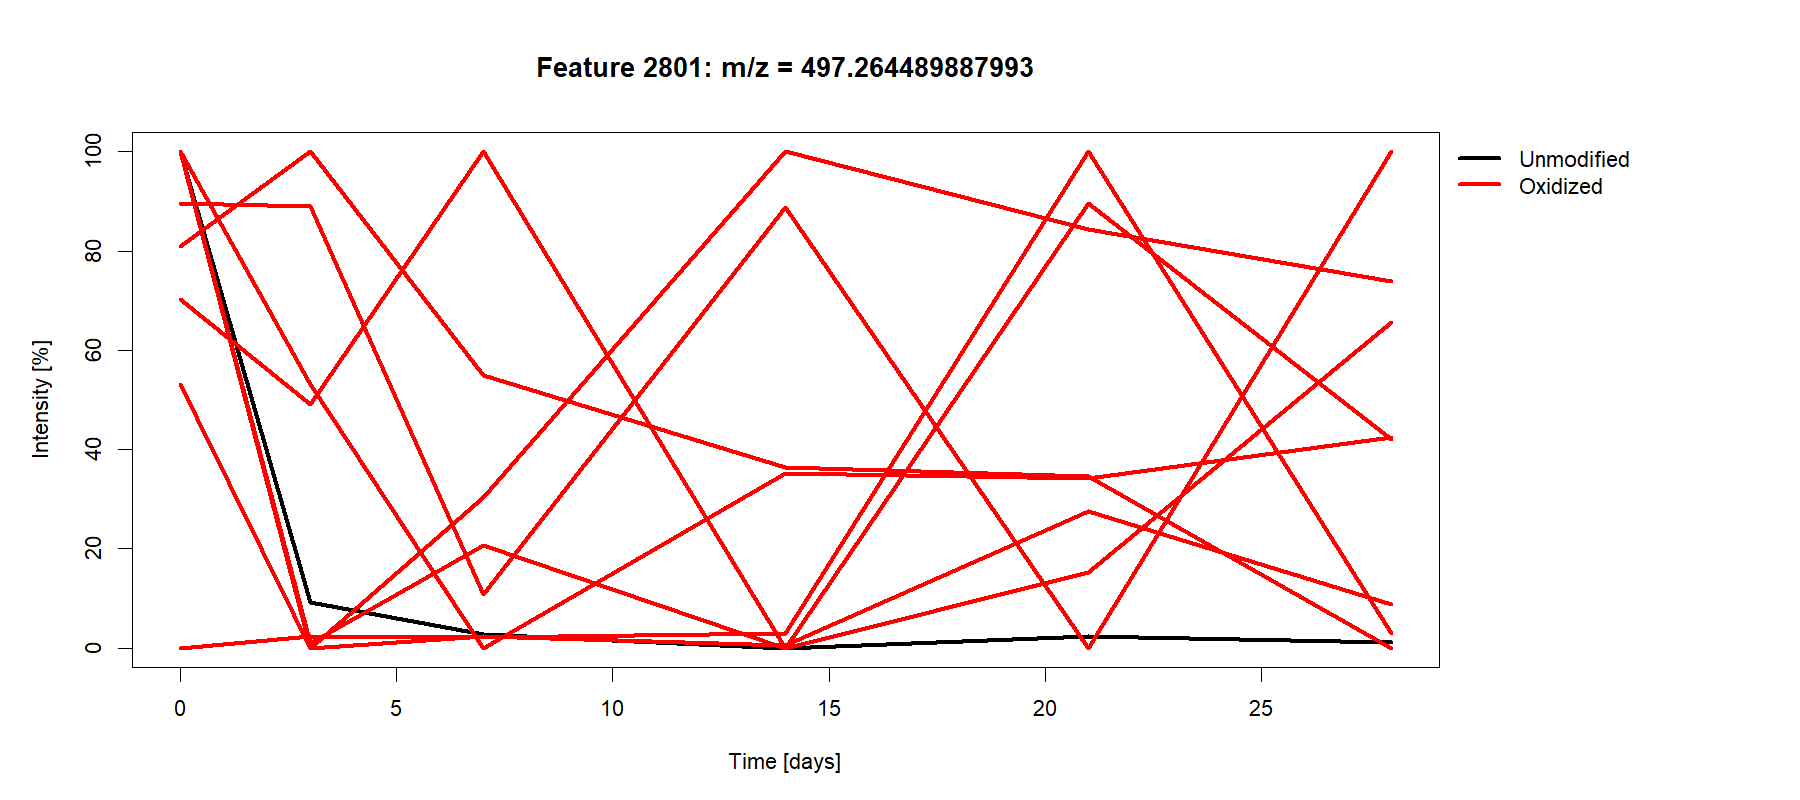 Feature 2801: m/z = 497.264489887993
Unmodified
Oxidized
Intensity [%]
100
80
60
40
20
0
0 5 10 15 20 25
Time [days]